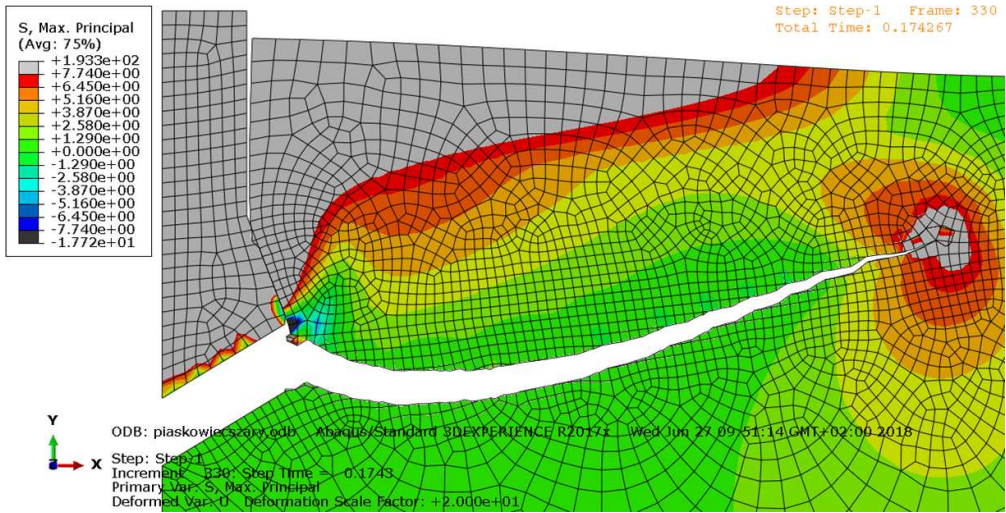 Step: Step-1 Frame: 330
Total Time: 0.174267
S, Max. Principal
(Avg: 75%)
+1.933e+02
+7.740e+00
+6.450e+00
+5.160e+00
+3.870e+00
+2.580e+00
+1.290e+00
+0.000e+00
-1.290e+00
-2.580e+00
-3.870e+00
-5.160e+00
-6.450e+00
-7.740e+00
-1.772e+01
Y
X
ODB: piaskowiecszary.odb Abaqus/Standard 3DEXPERIENCE R2017x Wed Jun 27 09:51:14 GMT+02:00 2018
Step: Step-1
Increment 330: Step Time = 0.1743
Primary Var: S, Max. Principal
Deformed Var: U Deformation Scale Factor: +2.000e+01